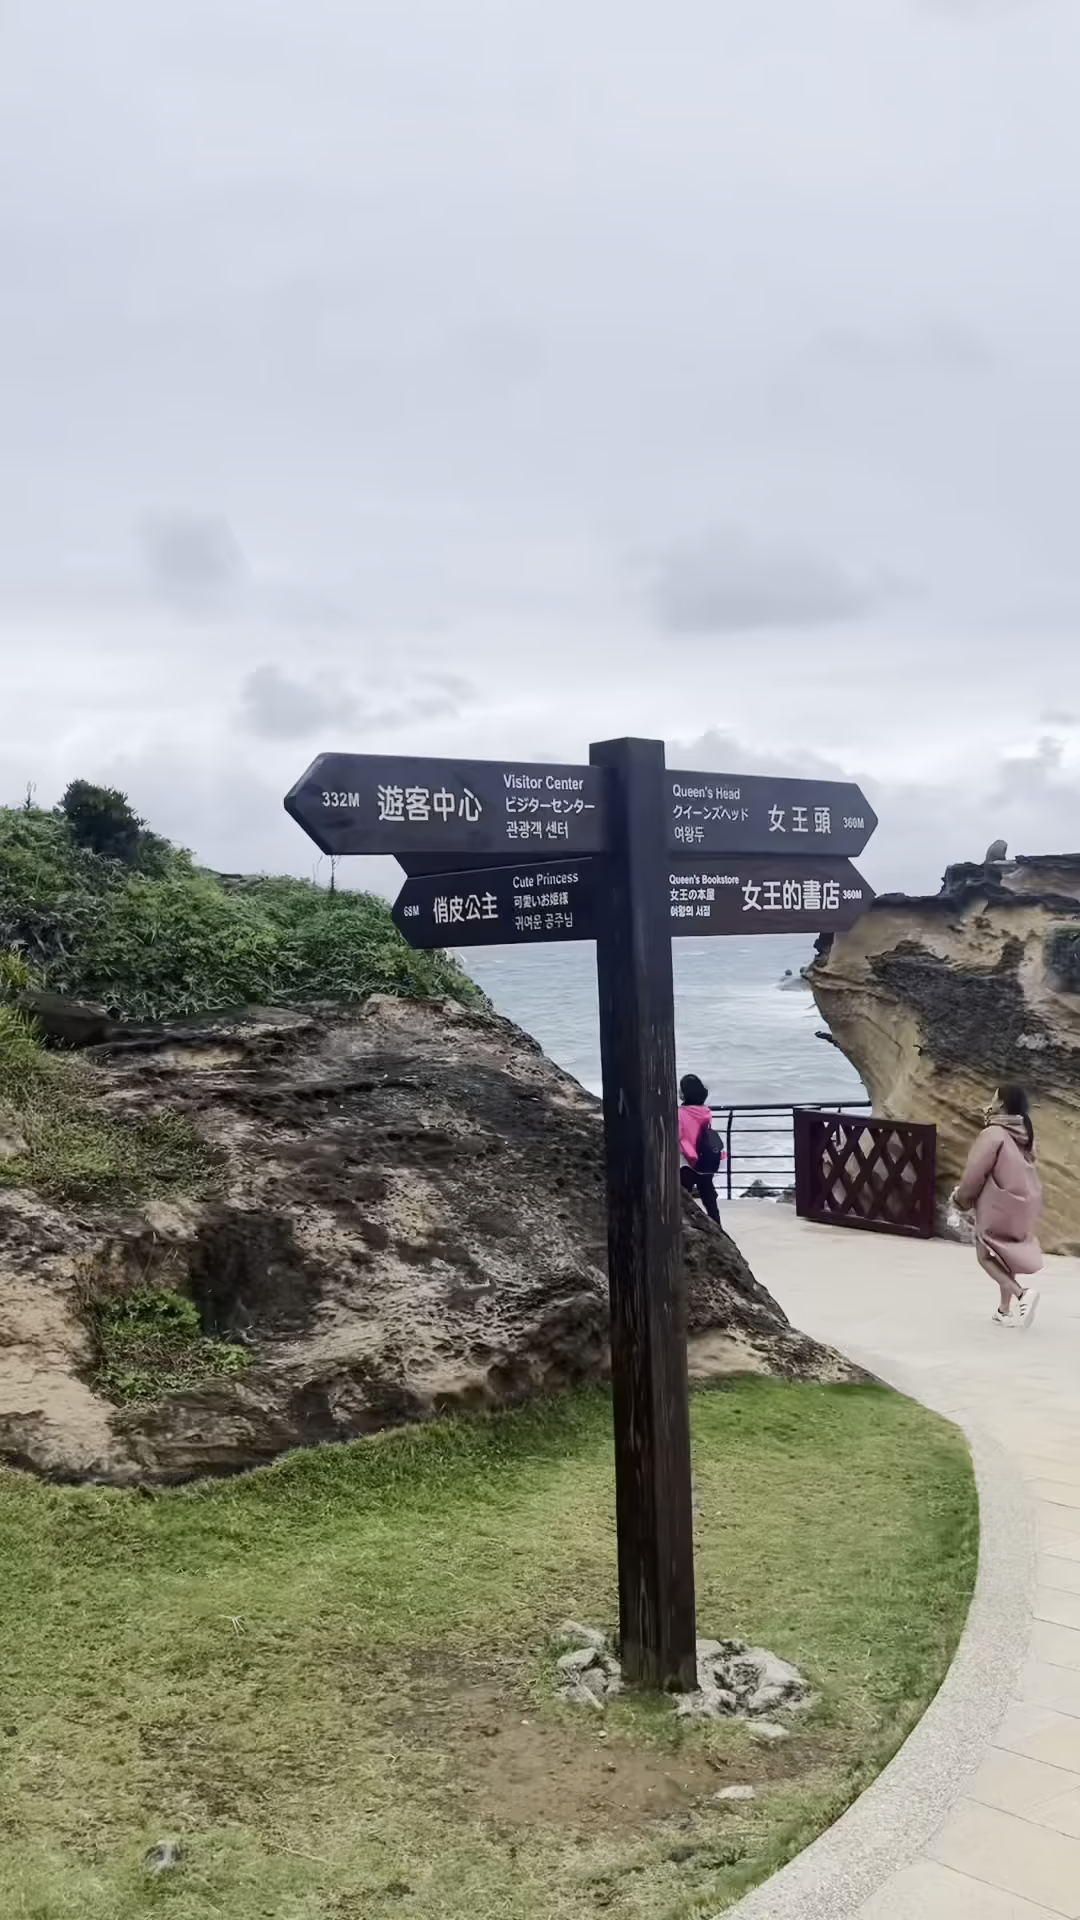 332M
遊客中心
Visitor Center
ビジターセンター
관광객 센터
Queen's Head
クイーンズヘッド
여왕두
女王頭
360M
68M
俏皮公主
Cute Princess
可愛いお姫様
귀여운 공주님
Queen's Bookstore
女王の本屋
여왕의 서점
女王的書店
360M